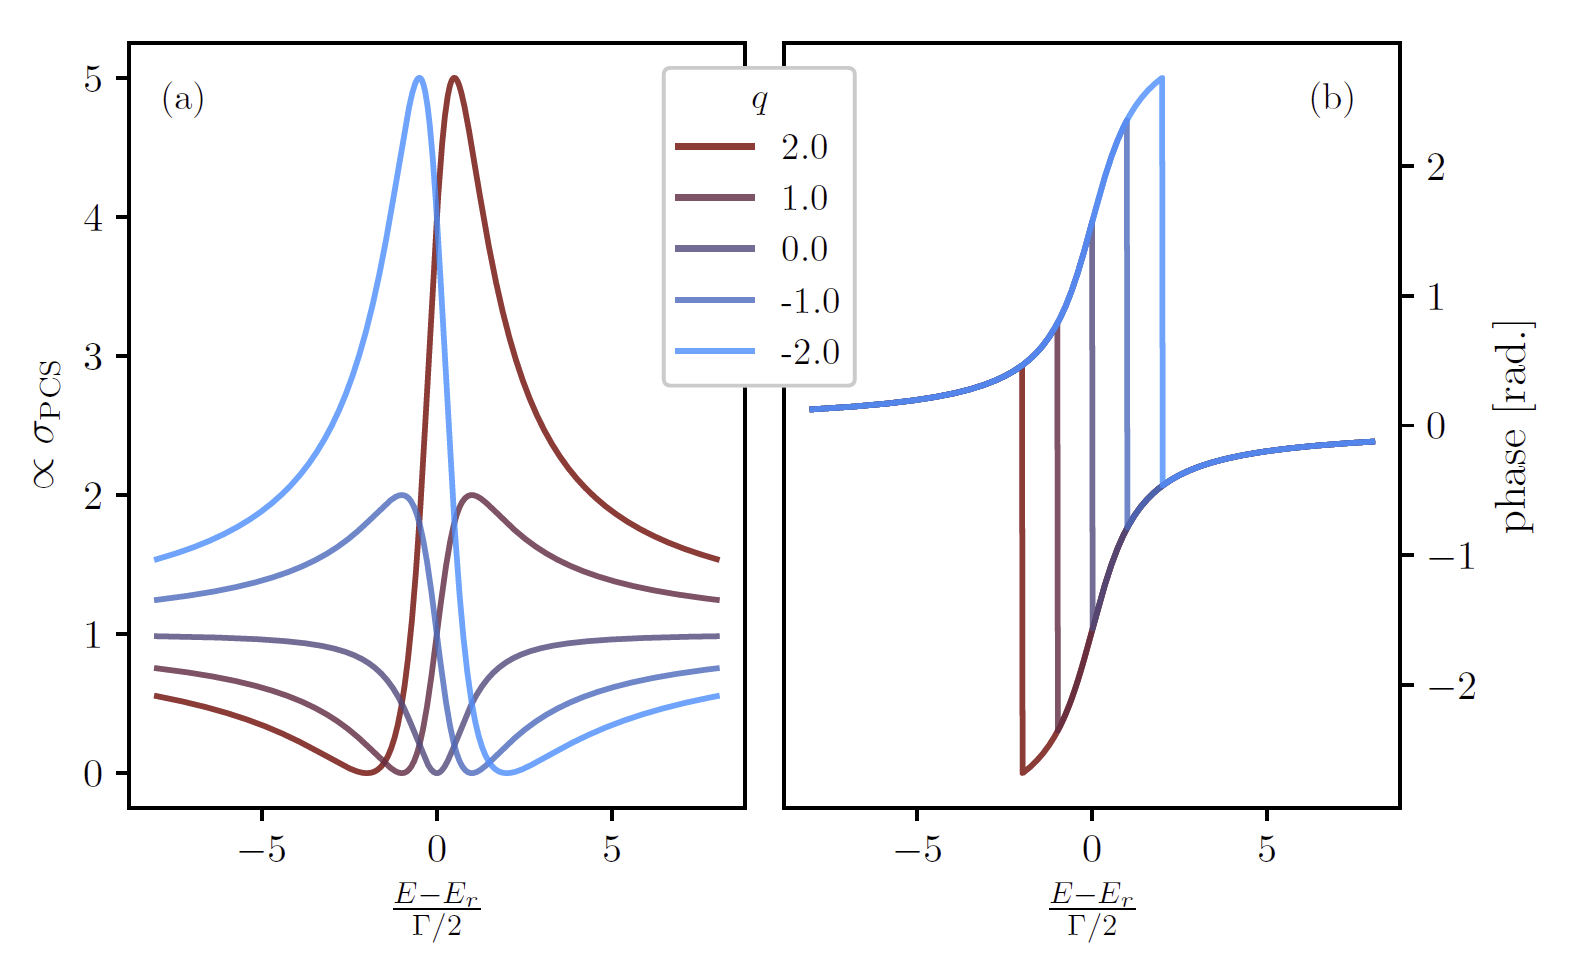 (a)
(b)
q
2.0
1.0
0.0
-1.0
-2.0
5
4
3
2
1
0
∝ σ_PCS
2
1
0
−1
−2
phase [rad.]
−5 0 5
−5 0 5
E−E_r
Γ/2
E−E_r
Γ/2